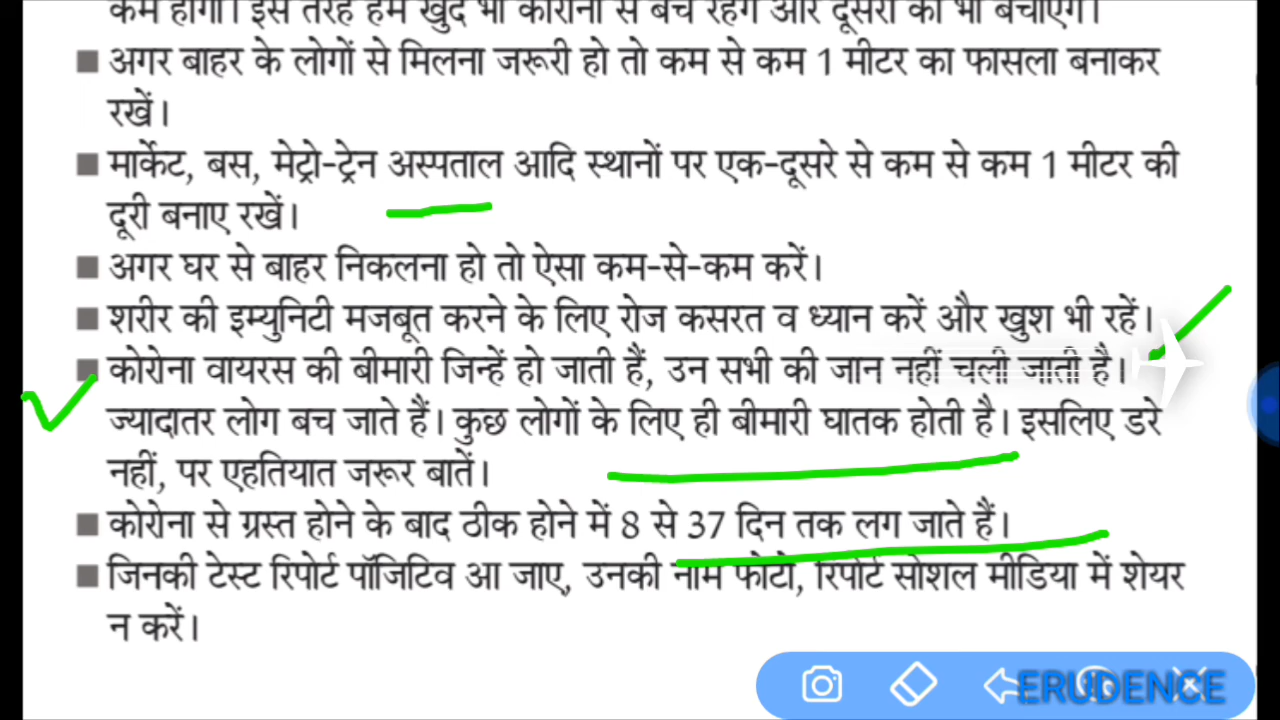 कम होगा। इस तरह हम खुद भी कोरोना से बचे रहेंगे और दूसरों को भी बचाएंगे।
■ अगर बाहर के लोगों से मिलना जरूरी हो तो कम से कम 1 मीटर का फासला बनाकर
रखें।
■ मार्केट, बस, मेट्रो-ट्रेन अस्पताल आदि स्थानों पर एक-दूसरे से कम से कम 1 मीटर की
दूरी बनाए रखें।
■ अगर घर से बाहर निकलना हो तो ऐसा कम-से-कम करें।
■ शरीर की इम्युनिटी मजबूत करने के लिए रोज कसरत व ध्यान करें और खुश भी रहें।
■ कोरोना वायरस की बीमारी जिन्हें हो जाती हैं, उन सभी की जान नहीं चली जाती है।
ज्यादातर लोग बच जाते हैं। कुछ लोगों के लिए ही बीमारी घातक होती है। इसलिए डरे
नहीं, पर एहतियात जरूर बातें।
■ कोरोना से ग्रस्त होने के बाद ठीक होने में 8 से 37 दिन तक लग जाते हैं।
■ जिनकी टेस्ट रिपोर्ट पॉजिटिव आ जाए, उनकी नाम फोटो, रिपोर्ट सोशल मीडिया में शेयर
न करें।
ERUDENCE